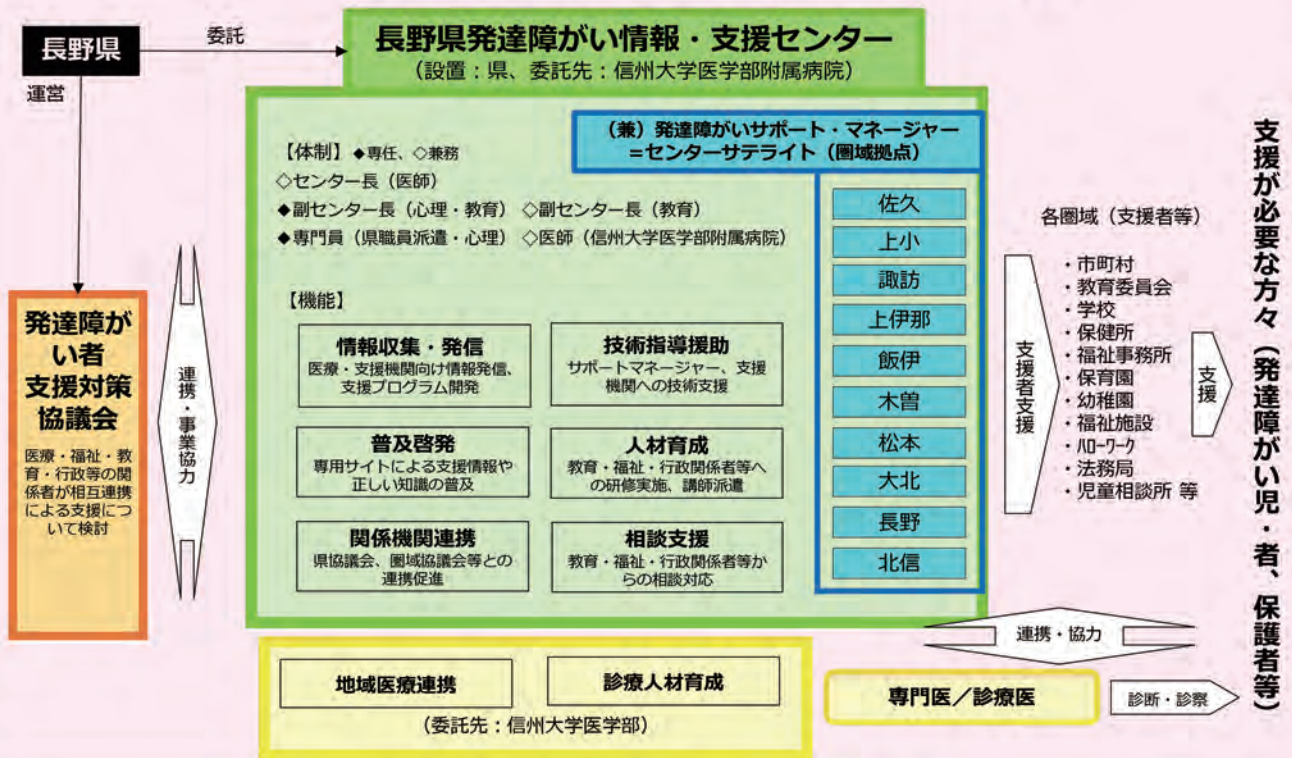 長野県
委託
運営
長野県発達障がい情報・支援センター
（設置：県、委託先：信州大学医学部附属病院）
【体制】◆専任、◇兼務
◇センター長（医師）
◆副センター長（心理・教育）　◇副センター長（教育）
◆専門員（県職員派遣・心理）　◇医師（信州大学医学部附属病院）
（兼）発達障がいサポート・マネージャー
＝センターサテライト（圏域拠点）
佐久
上小
諏訪
上伊那
飯伊
木曽
松本
大北
長野
北信
【機能】
情報収集・発信
医療・支援機関向け情報発信、
支援プログラム開発
技術指導援助
サポートマネージャー、支援
機関への技術支援
普及啓発
専用サイトによる支援情報や
正しい知識の普及
人材育成
教育・福祉・行政関係者等へ
の研修実施、講師派遣
関係機関連携
県協議会、圏域協議会等との
連携促進
相談支援
教育・福祉・行政関係者等か
らの相談対応
発達障が
い者
支援対策
協議会
医療・福祉・教
育・行政等の関
係者が相互連携
による支援につ
いて検討
連携・事業協力
支援者支援
各圏域（支援者等）
・市町村
・教育委員会
・学校
・保健所
・福祉事務所
・保育園
・幼稚園
・福祉施設
・ﾊﾛｰﾜｰｸ
・法務局
・児童相談所 等
支援
支援が必要な方々（発達障がい児・者、保護者等）
連携・協力
地域医療連携
診療人材育成
（委託先：信州大学医学部）
専門医／診療医
診断・診察